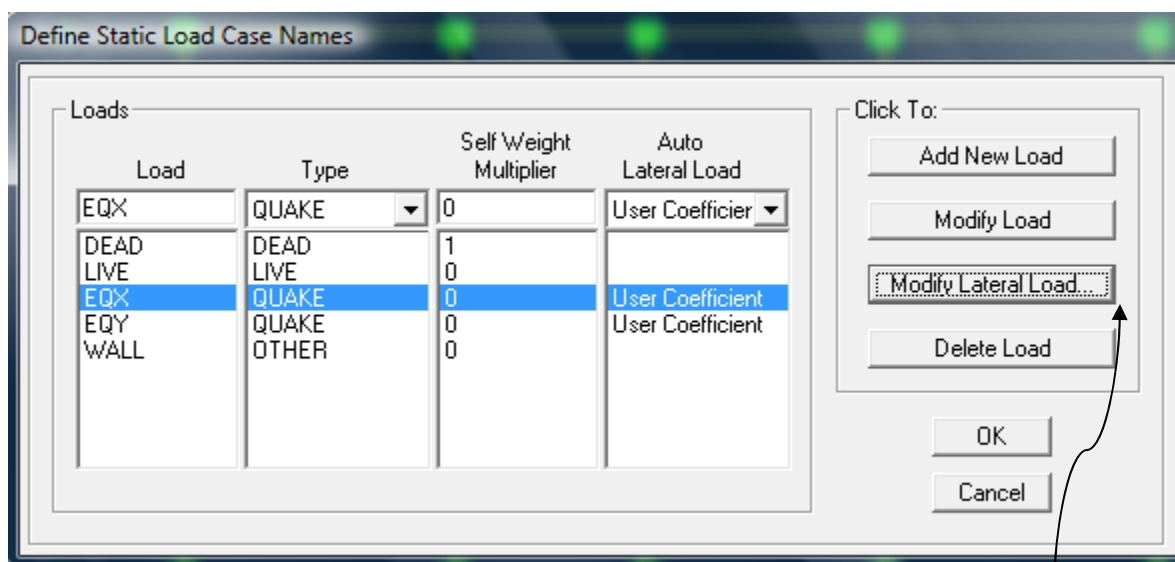 Define Static Load Case Names
Loads
Load
Type
Self Weight
Multiplier
Auto
Lateral Load
EQX
QUAKE
0
User Coefficier
DEAD
DEAD
1
LIVE
LIVE
0
EQX
QUAKE
0
User Coefficient
EQY
QUAKE
0
User Coefficient
WALL
OTHER
0
Click To:
Add New Load
Modify Load
Modify Lateral Load...
Delete Load
OK
Cancel